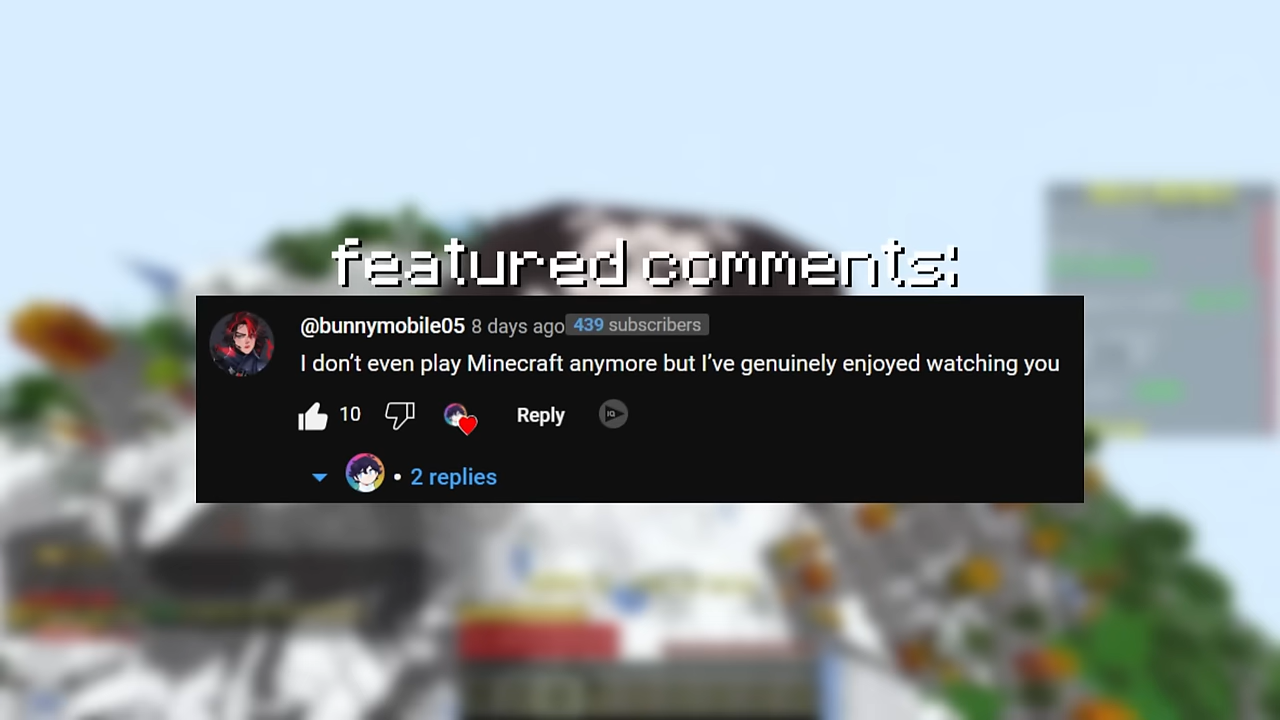 featured comments:
@bunnymobile05 8 days ago 439 subscribers
I don't even play Minecraft anymore but I've genuinely enjoyed watching you
10 Reply IQ
• 2 replies